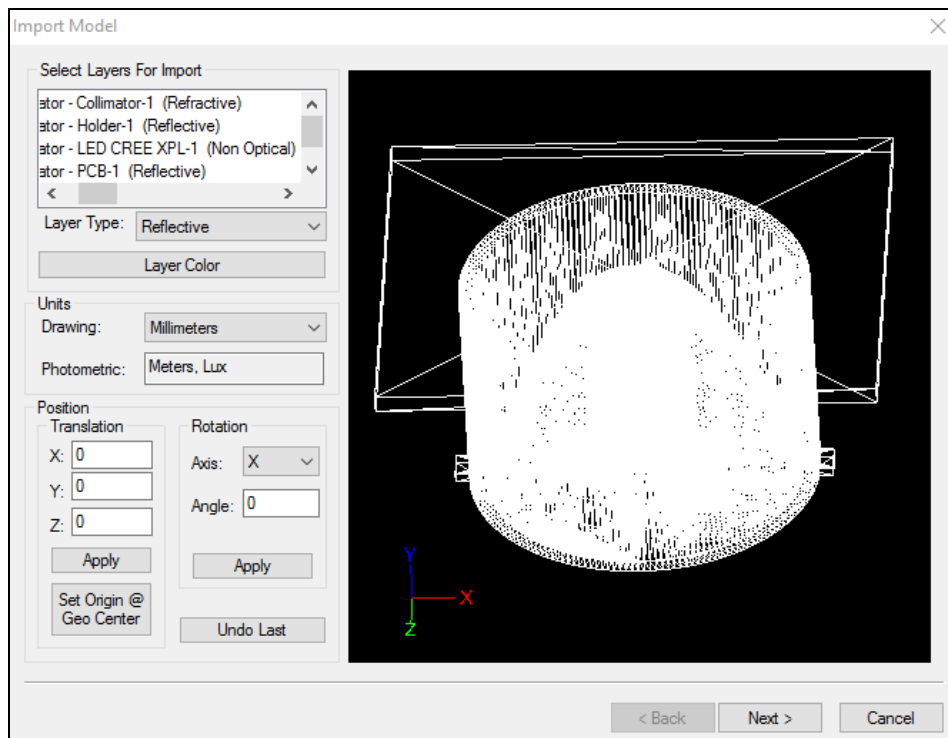 Import Model
Select Layers For Import
ator - Collimator-1 (Refractive)
ator - Holder-1 (Reflective)
ator - LED CREE XPL-1 (Non Optical)
ator - PCB-1 (Reflective)
Layer Type: Reflective
Layer Color
Units
Drawing: Millimeters
Photometric: Meters, Lux
Position
Translation
X: 0
Y: 0
Z: 0
Apply
Set Origin @
Geo Center
Rotation
Axis: X
Angle: 0
Apply
Undo Last
Y
X
Z
< Back
Next >
Cancel